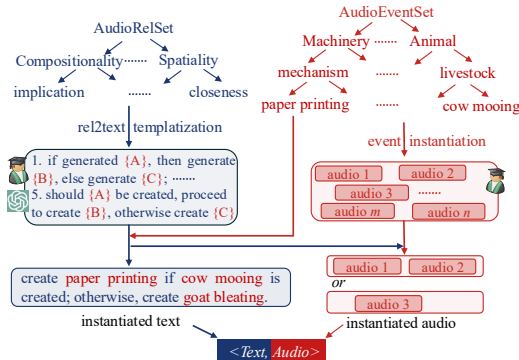 AudioRelSet
AudioEventSet
Compositionality ...... Spatiality
Machinery ...... Animal
implication ...... closeness
mechanism ...... livestock
paper printing ...... cow mooing
rel2text templatization
event instantiation
1. if generated {A}, then generate
{B}, else generate {C}; ......
5. should {A} be created, proceed
to create {B}, otherwise create {C}
audio 1 audio 2
audio 3 ......
audio m audio n
create paper printing if cow mooing is
created; otherwise, create goat bleating.
audio 1 audio 2
or
audio 3
instantiated text
instantiated audio
<Text, Audio>